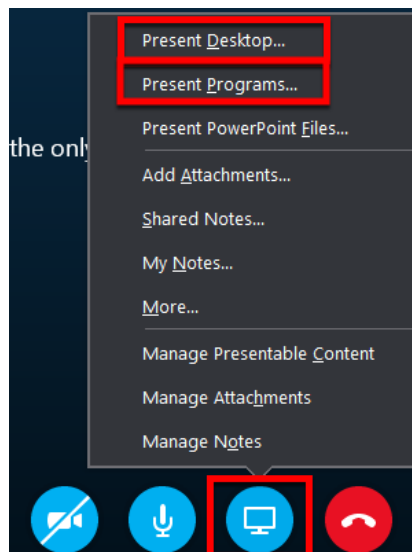 Present Desktop...
Present Programs...
Present PowerPoint Files...
the only
Add Attachments...
Shared Notes...
My Notes...
More...
Manage Presentable Content
Manage Attachments
Manage Notes